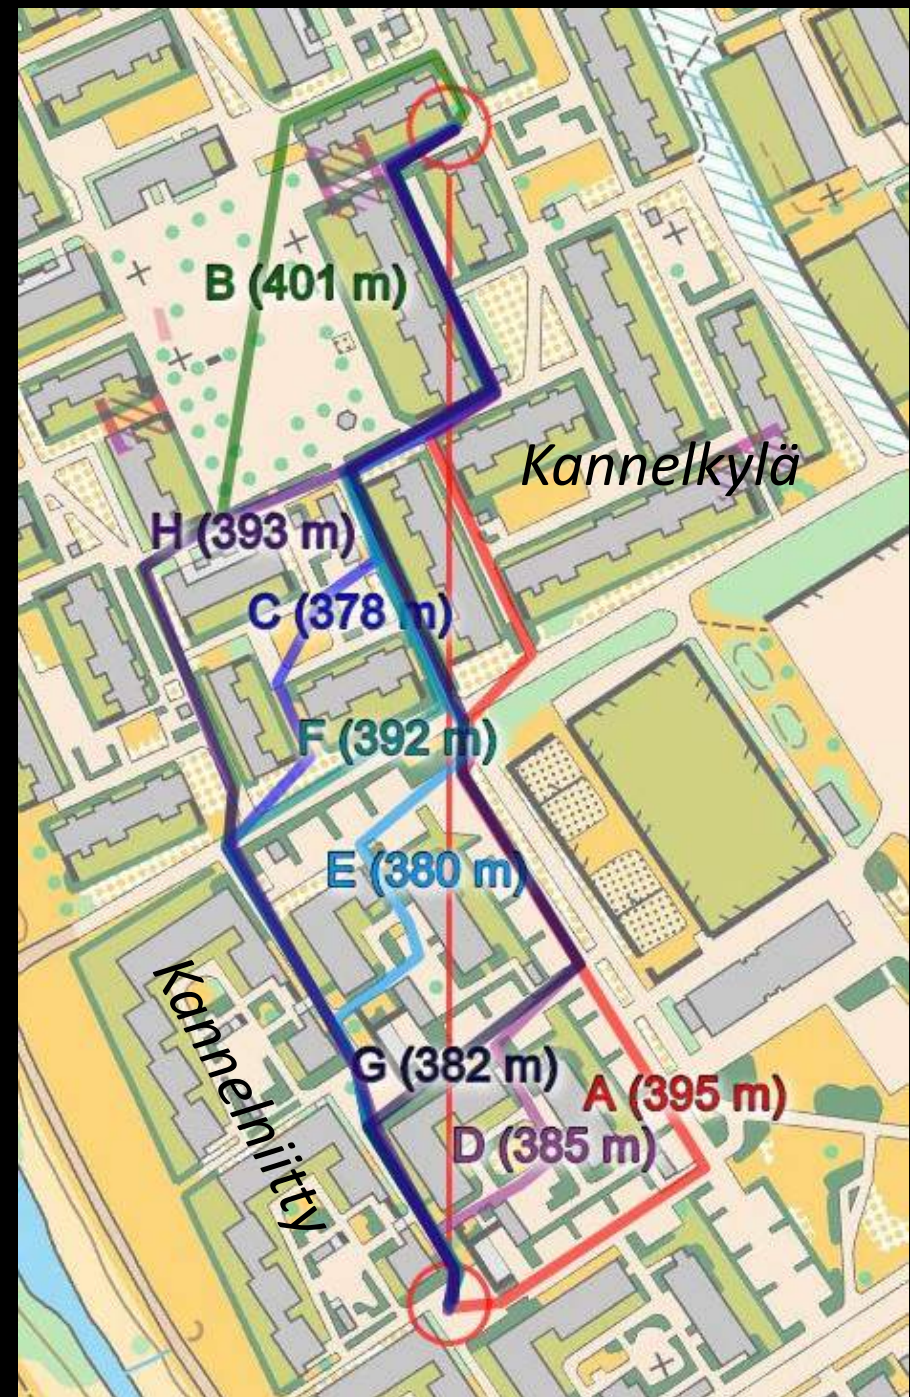 B (401 m)
Kannelkylä
H (393 m)
C (378 m)
F (392 m)
E (380 m)
Kannelniitty
G (382 m)
A (395 m)
D (385 m)